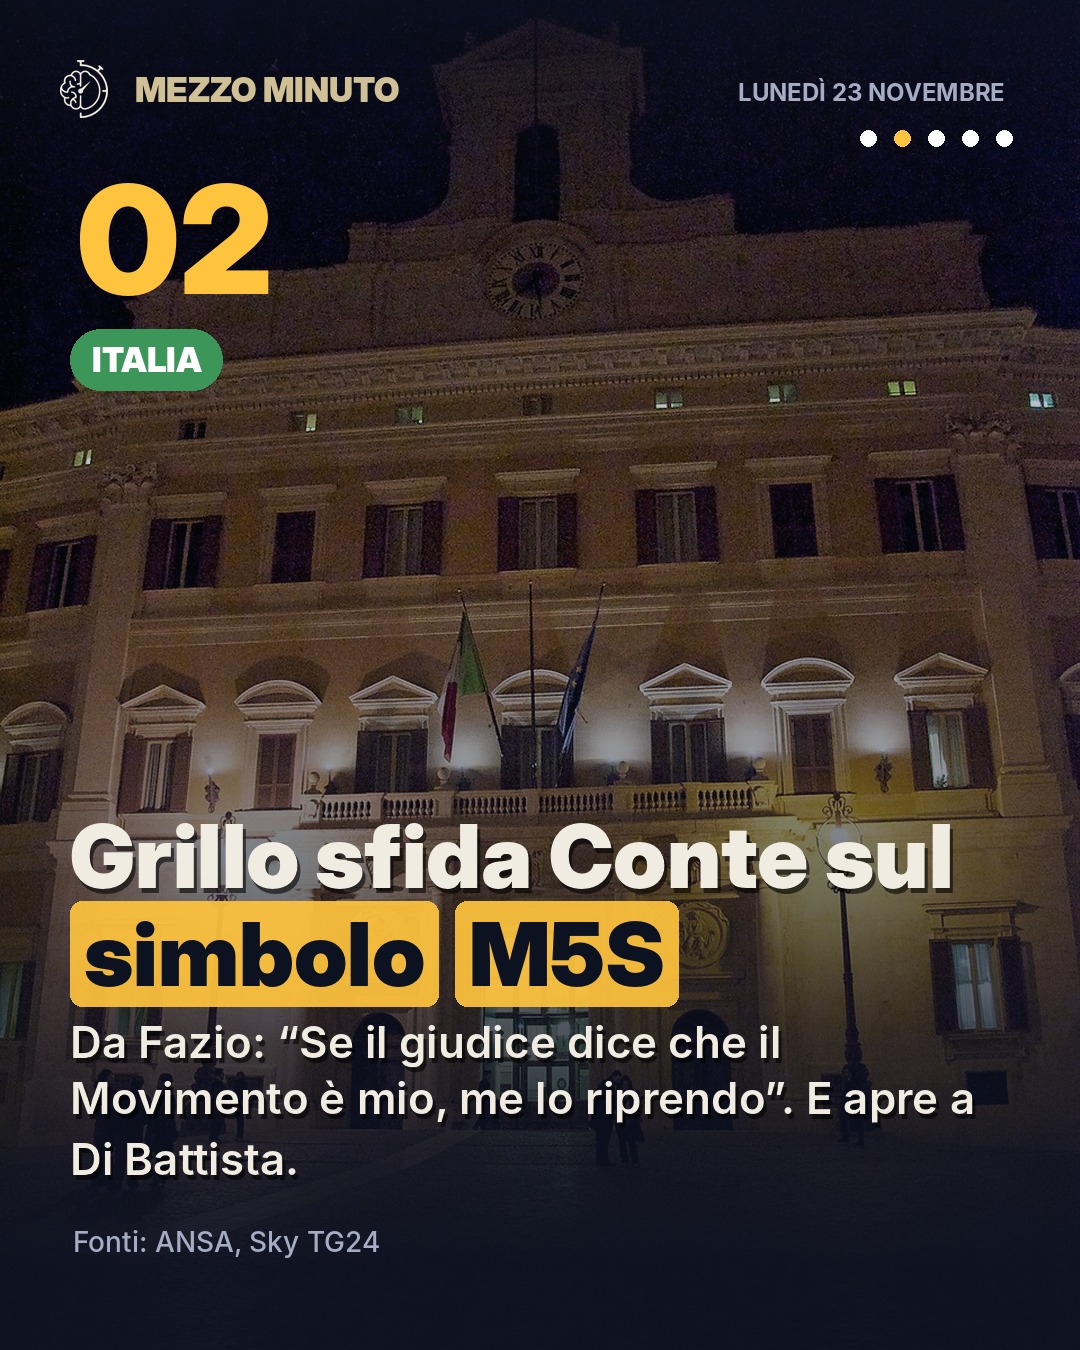 MEZZO MINUTO
LUNEDÌ 23 NOVEMBRE
02
ITALIA
Grillo sfida Conte sul
simbolo M5S
Da Fazio: “Se il giudice dice che il
Movimento è mio, me lo riprendo”. E apre a
Di Battista.
Fonti: ANSA, Sky TG24